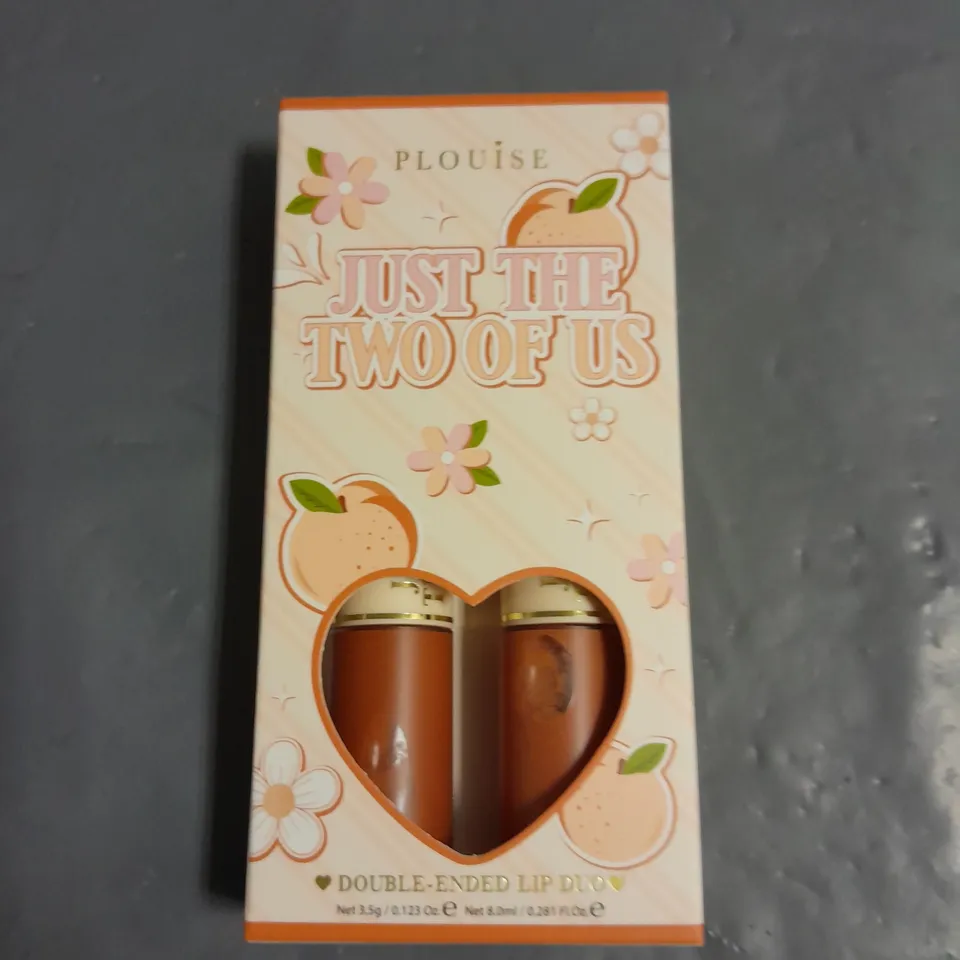 PLOUISE
JUST THE
TWO OF US
DOUBLE-ENDED LIP DUO
Net 3.5g / 0.123 Oz. ℮ Net 8.0ml / 0.281 Fl.Oz. ℮